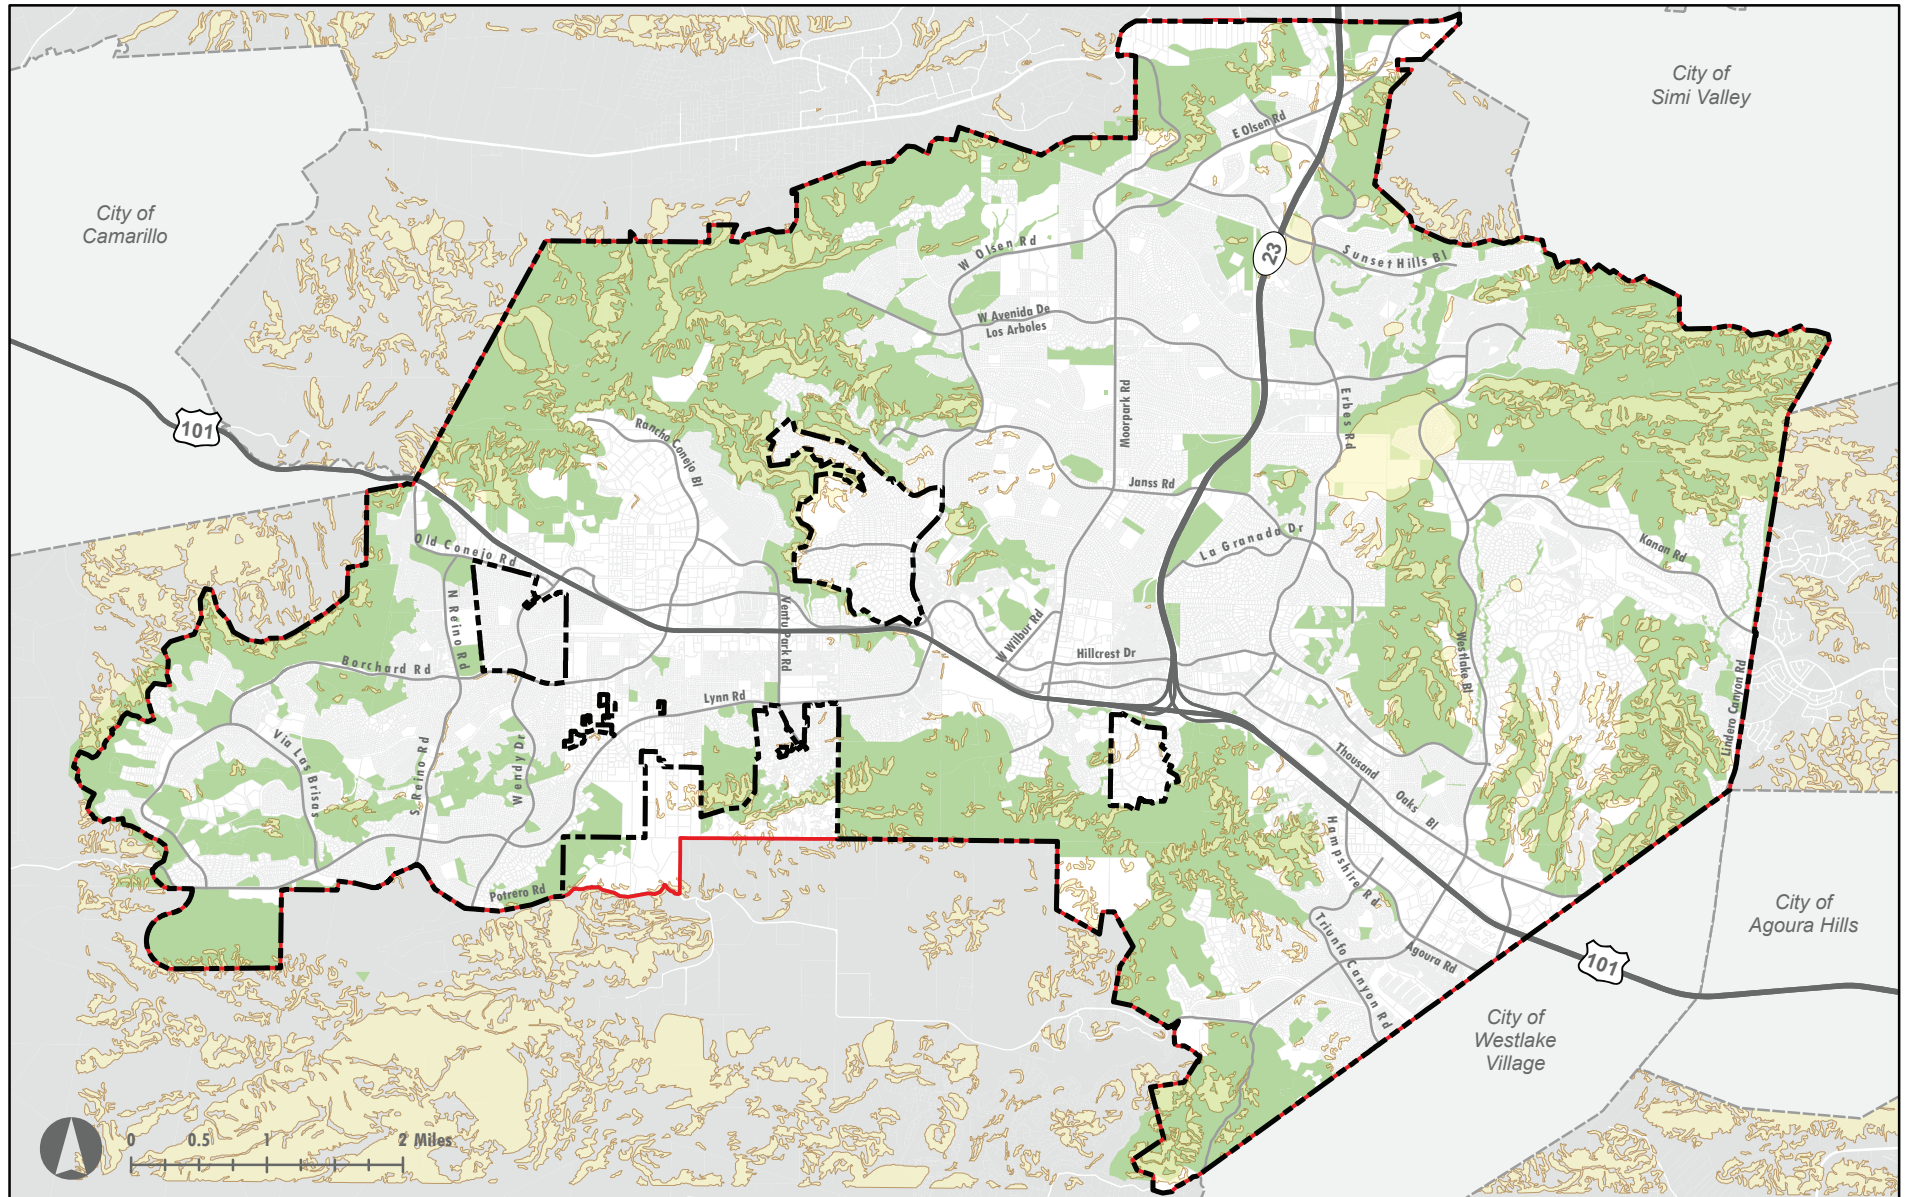 City of
Simi Valley
E Olsen Rd
City of
Camarillo
23
Sunset Hills Bl
W Olsen Rd
W Avenida De
Los Arboles
101
Moorpark Rd
Erbes Rd
Rancho Conejo Bl
Janss Rd
La Granada Dr
Kanan Rd
Old Conejo Rd
N Reino Rd
Ventu Park Rd
W Wilbur Rd
Hillcrest Dr
Westlake Bl
Borchard Rd
Lynn Rd
Lindero Canyon Rd
Via Las Brisas
S Reino Rd
Wendy Dr
Thousand
Oaks
Bl
Hampshire Rd
Potrero Rd
City of
Agoura Hills
Triunfo Canyon Rd
Agoura Rd
101
City of
Westlake
Village
0 0.5 1 2 Miles